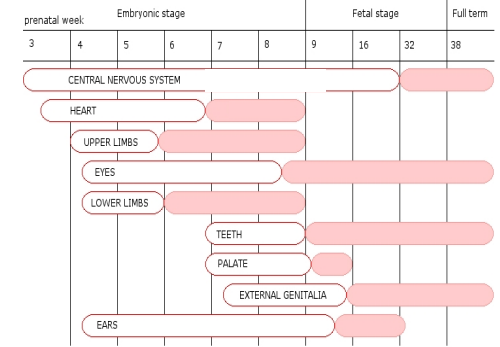 prenatal week
Embryonic stage
Fetal stage
Full term
3 4 5 6 7 8 9 16 32 38
CENTRAL NERVOUS SYSTEM
HEART
UPPER LIMBS
EYES
LOWER LIMBS
TEETH
PALATE
EXTERNAL GENITALIA
EARS